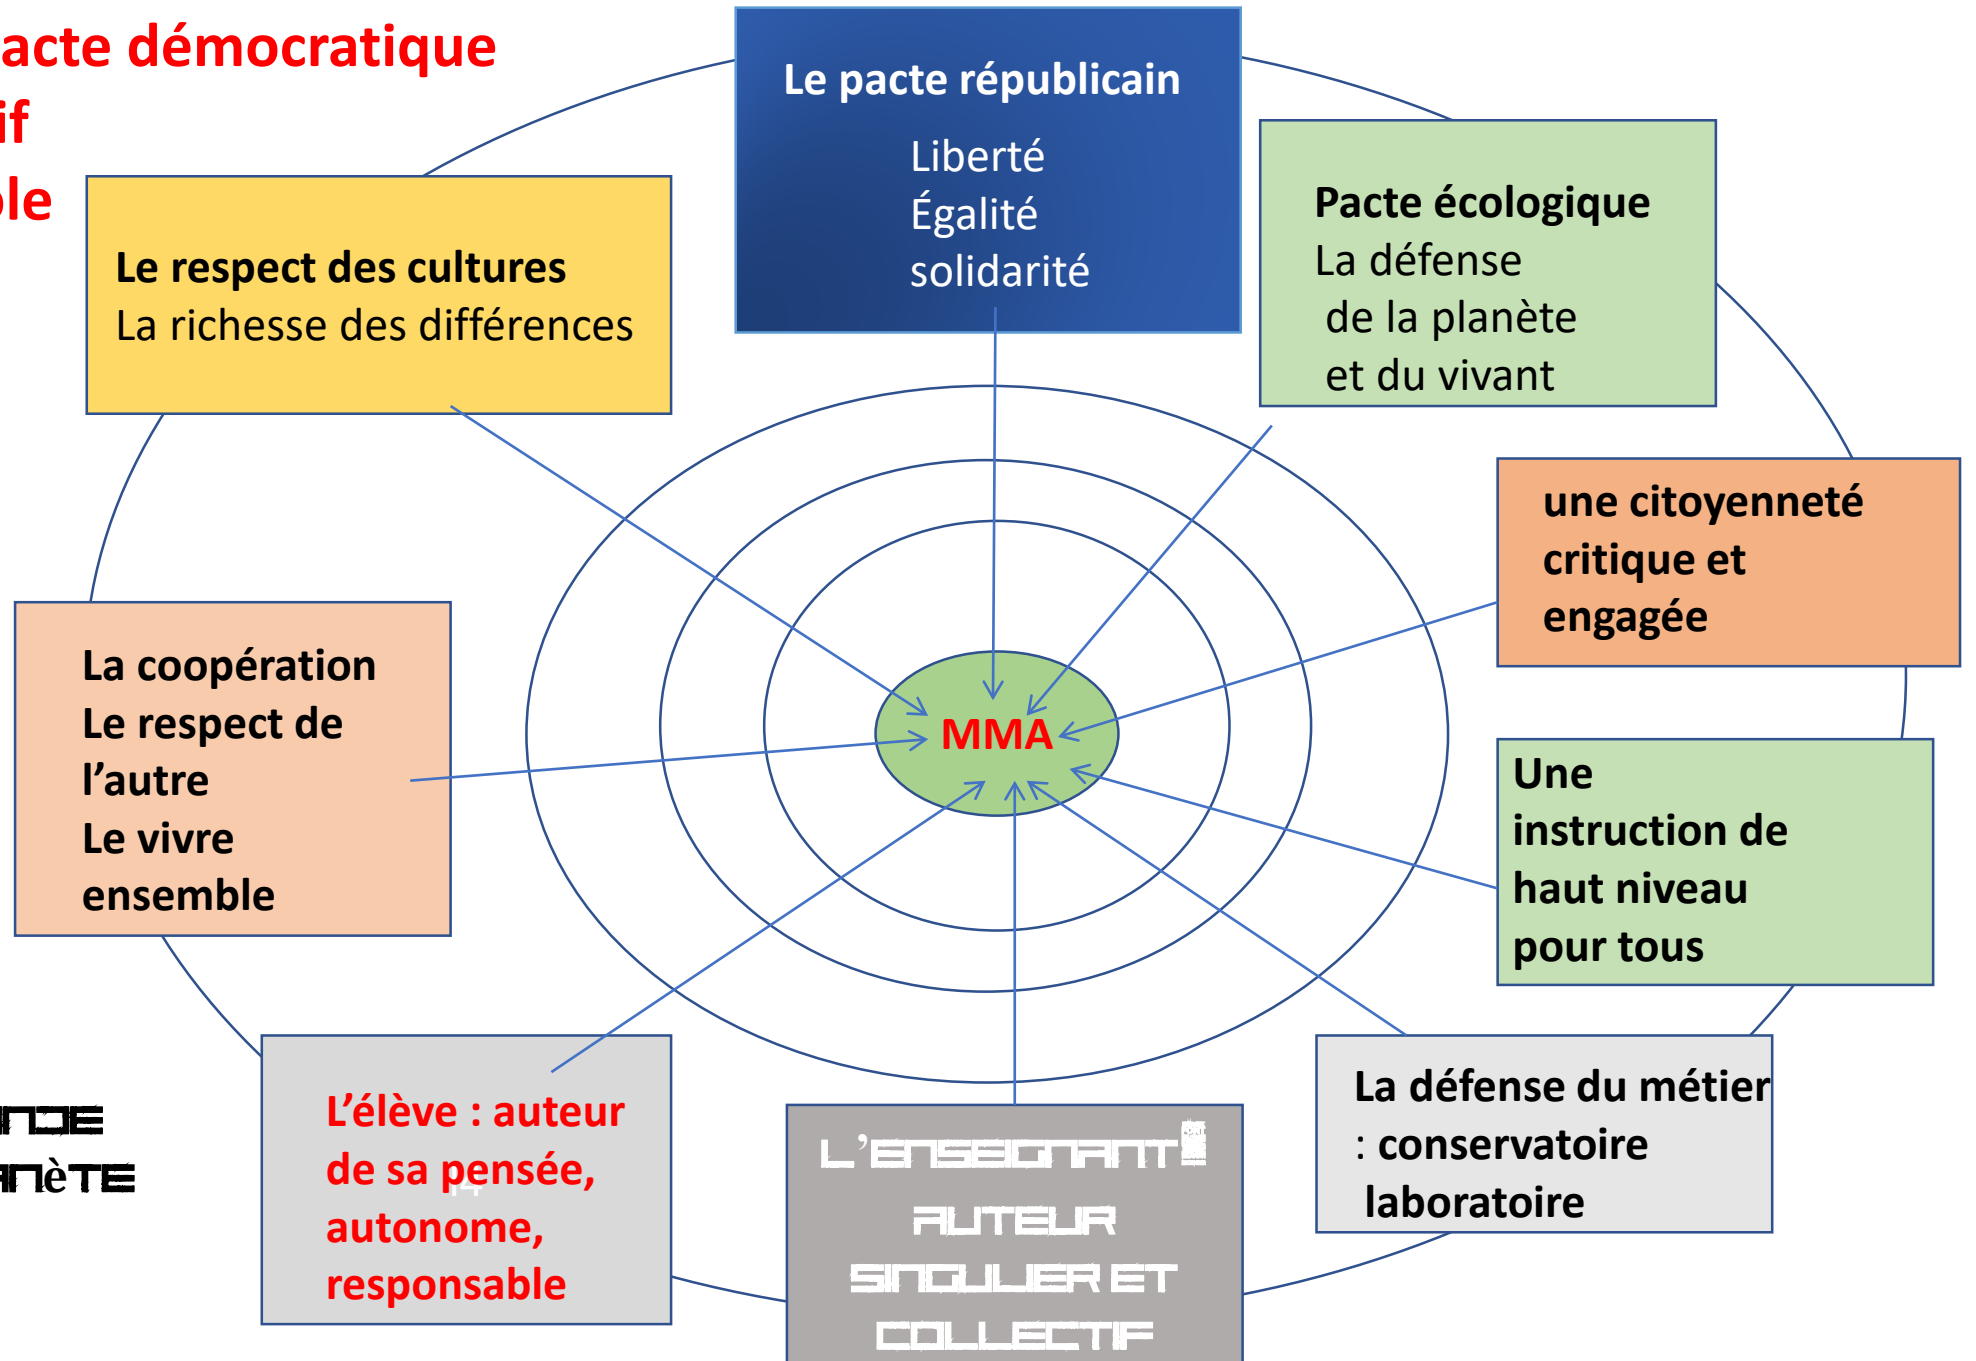 acte démocratique
if
ble
Le pacte républicain
Liberté
Égalité
solidarité
Pacte écologique
La défense
de la planète
et du vivant
Le respect des cultures
La richesse des différences
une citoyenneté
critique et
engagée
La coopération
Le respect de
l’autre
Le vivre
ensemble
MMA
Une
instruction de
haut niveau
pour tous
L’élève : auteur
de sa pensée,
autonome,
responsable
14
L’enseignant
auteur
singulier et
collectif
La défense du métier
: conservatoire
laboratoire